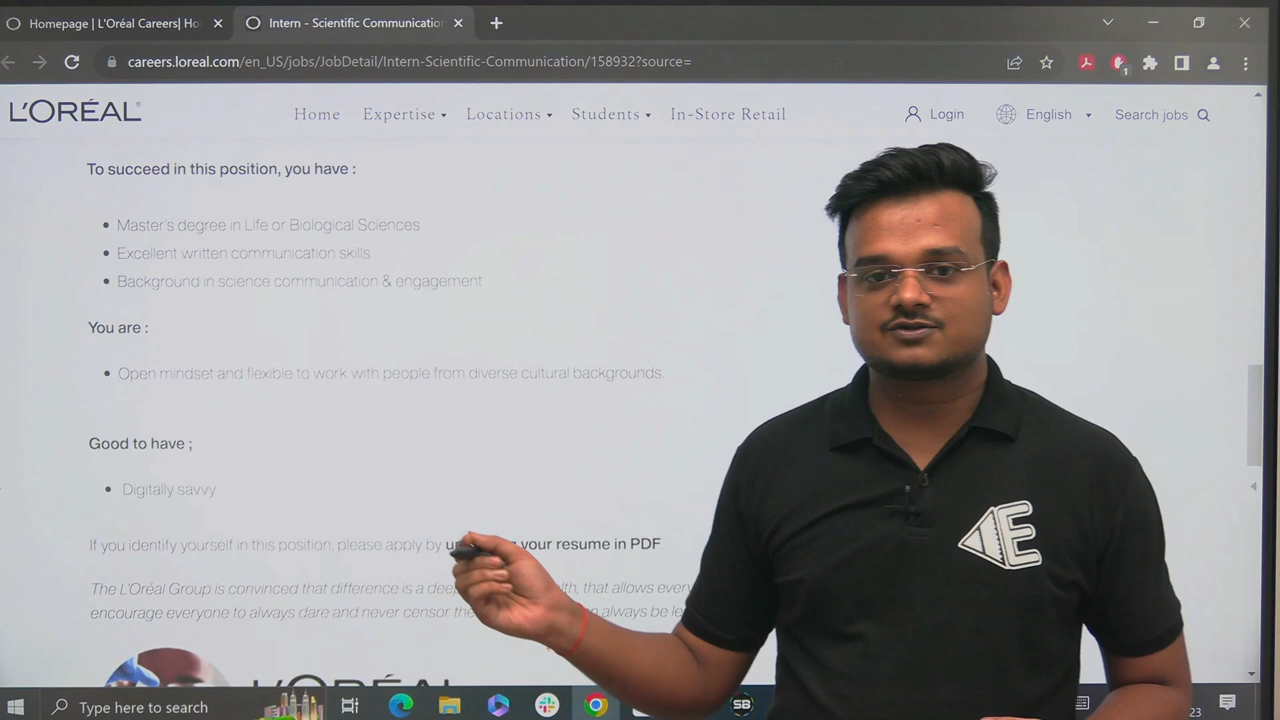 Homepage | L'Oréal Careers| Ho
Intern - Scientific Communicatio
careers.loreal.com/en_US/jobs/JobDetail/Intern-Scientific-Communication/158932?source=
1
L'ORÉAL
Home Expertise Locations Students In-Store Retail
Login English Search jobs
To succeed in this position, you have :
Master's degree in Life or Biological Sciences
Excellent written communication skills
Background in science communication & engagement
You are :
Open mindset and flexible to work with people from diverse cultural backgrounds.
Good to have ;
Digitally savvy
If you identify yourself in this position, please apply by your resume in PDF
The L'Oréal Group is convinced that difference is a that allows
encourage everyone to always dare and never censor always be
L'ORÉAL
E
Type here to search
SB
23